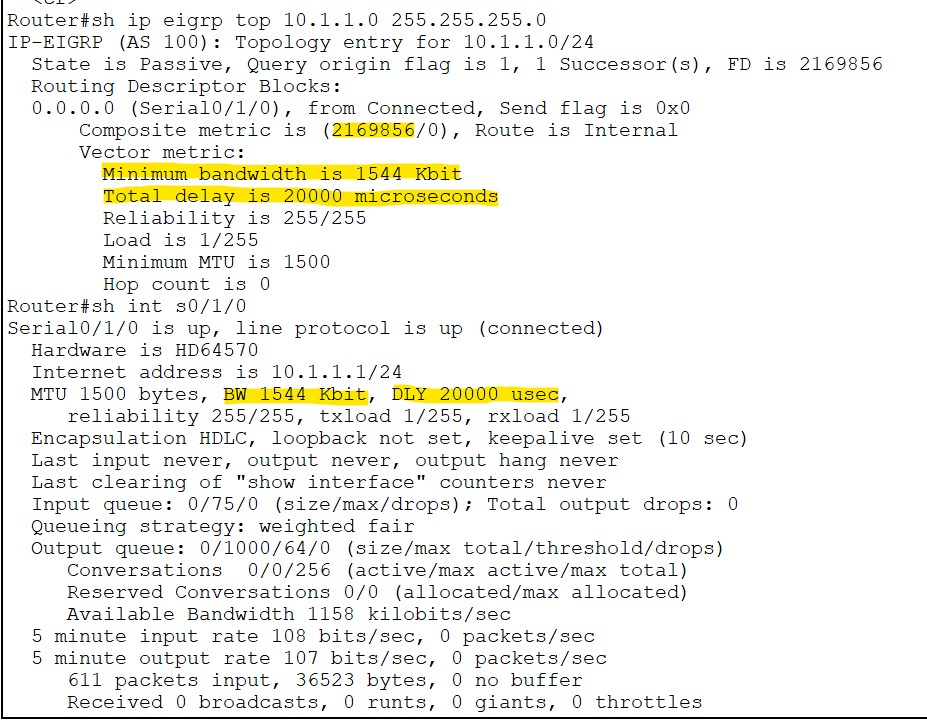 <cr>
Router#sh ip eigrp top 10.1.1.0 255.255.255.0
IP-EIGRP (AS 100): Topology entry for 10.1.1.0/24
State is Passive, Query origin flag is 1, 1 Successor(s), FD is 2169856
Routing Descriptor Blocks:
0.0.0.0 (Serial0/1/0), from Connected, Send flag is 0x0
Composite metric is (2169856/0), Route is Internal
Vector metric:
Minimum bandwidth is 1544 Kbit
Total delay is 20000 microseconds
Reliability is 255/255
Load is 1/255
Minimum MTU is 1500
Hop count is 0
Router#sh int s0/1/0
Serial0/1/0 is up, line protocol is up (connected)
Hardware is HD64570
Internet address is 10.1.1.1/24
MTU 1500 bytes, BW 1544 Kbit, DLY 20000 usec,
reliability 255/255, txload 1/255, rxload 1/255
Encapsulation HDLC, loopback not set, keepalive set (10 sec)
Last input never, output never, output hang never
Last clearing of "show interface" counters never
Input queue: 0/75/0 (size/max/drops); Total output drops: 0
Queueing strategy: weighted fair
Output queue: 0/1000/64/0 (size/max total/threshold/drops)
Conversations 0/0/256 (active/max active/max total)
Reserved Conversations 0/0 (allocated/max allocated)
Available Bandwidth 1158 kilobits/sec
5 minute input rate 108 bits/sec, 0 packets/sec
5 minute output rate 107 bits/sec, 0 packets/sec
611 packets input, 36523 bytes, 0 no buffer
Received 0 broadcasts, 0 runts, 0 giants, 0 throttles